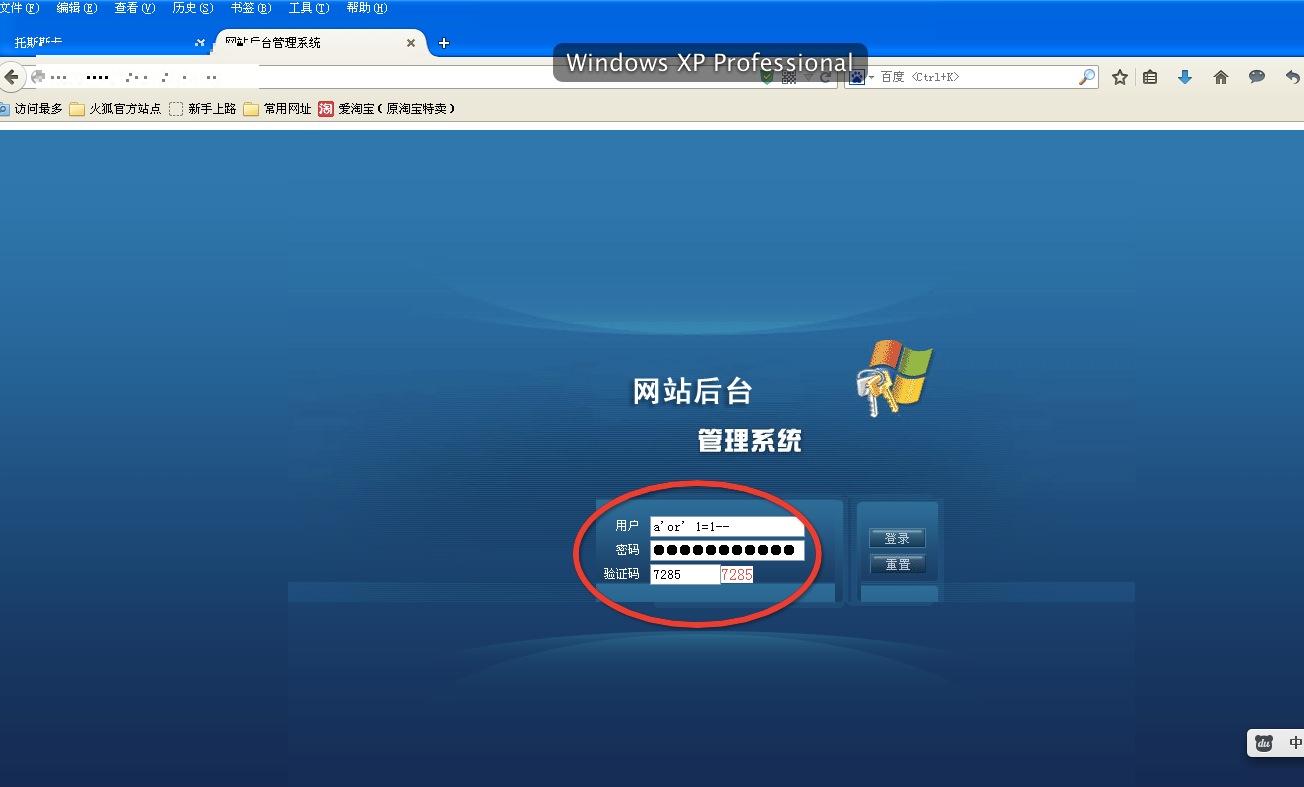 文件(F) 编辑(E) 查看(V) 历史(S) 书签(B) 工具(T) 帮助(H)
托斯斯卡 网站后台管理系统
Windows XP Professional
百度 <Ctrl+K>
访问最多 火狐官方站点 新手上路 常用网址 淘 爱淘宝(原淘宝特卖)
网站后台
管理系统
用户 a'or' 1=1--
密码
验证码 7285 7285
登录
重置
du 中